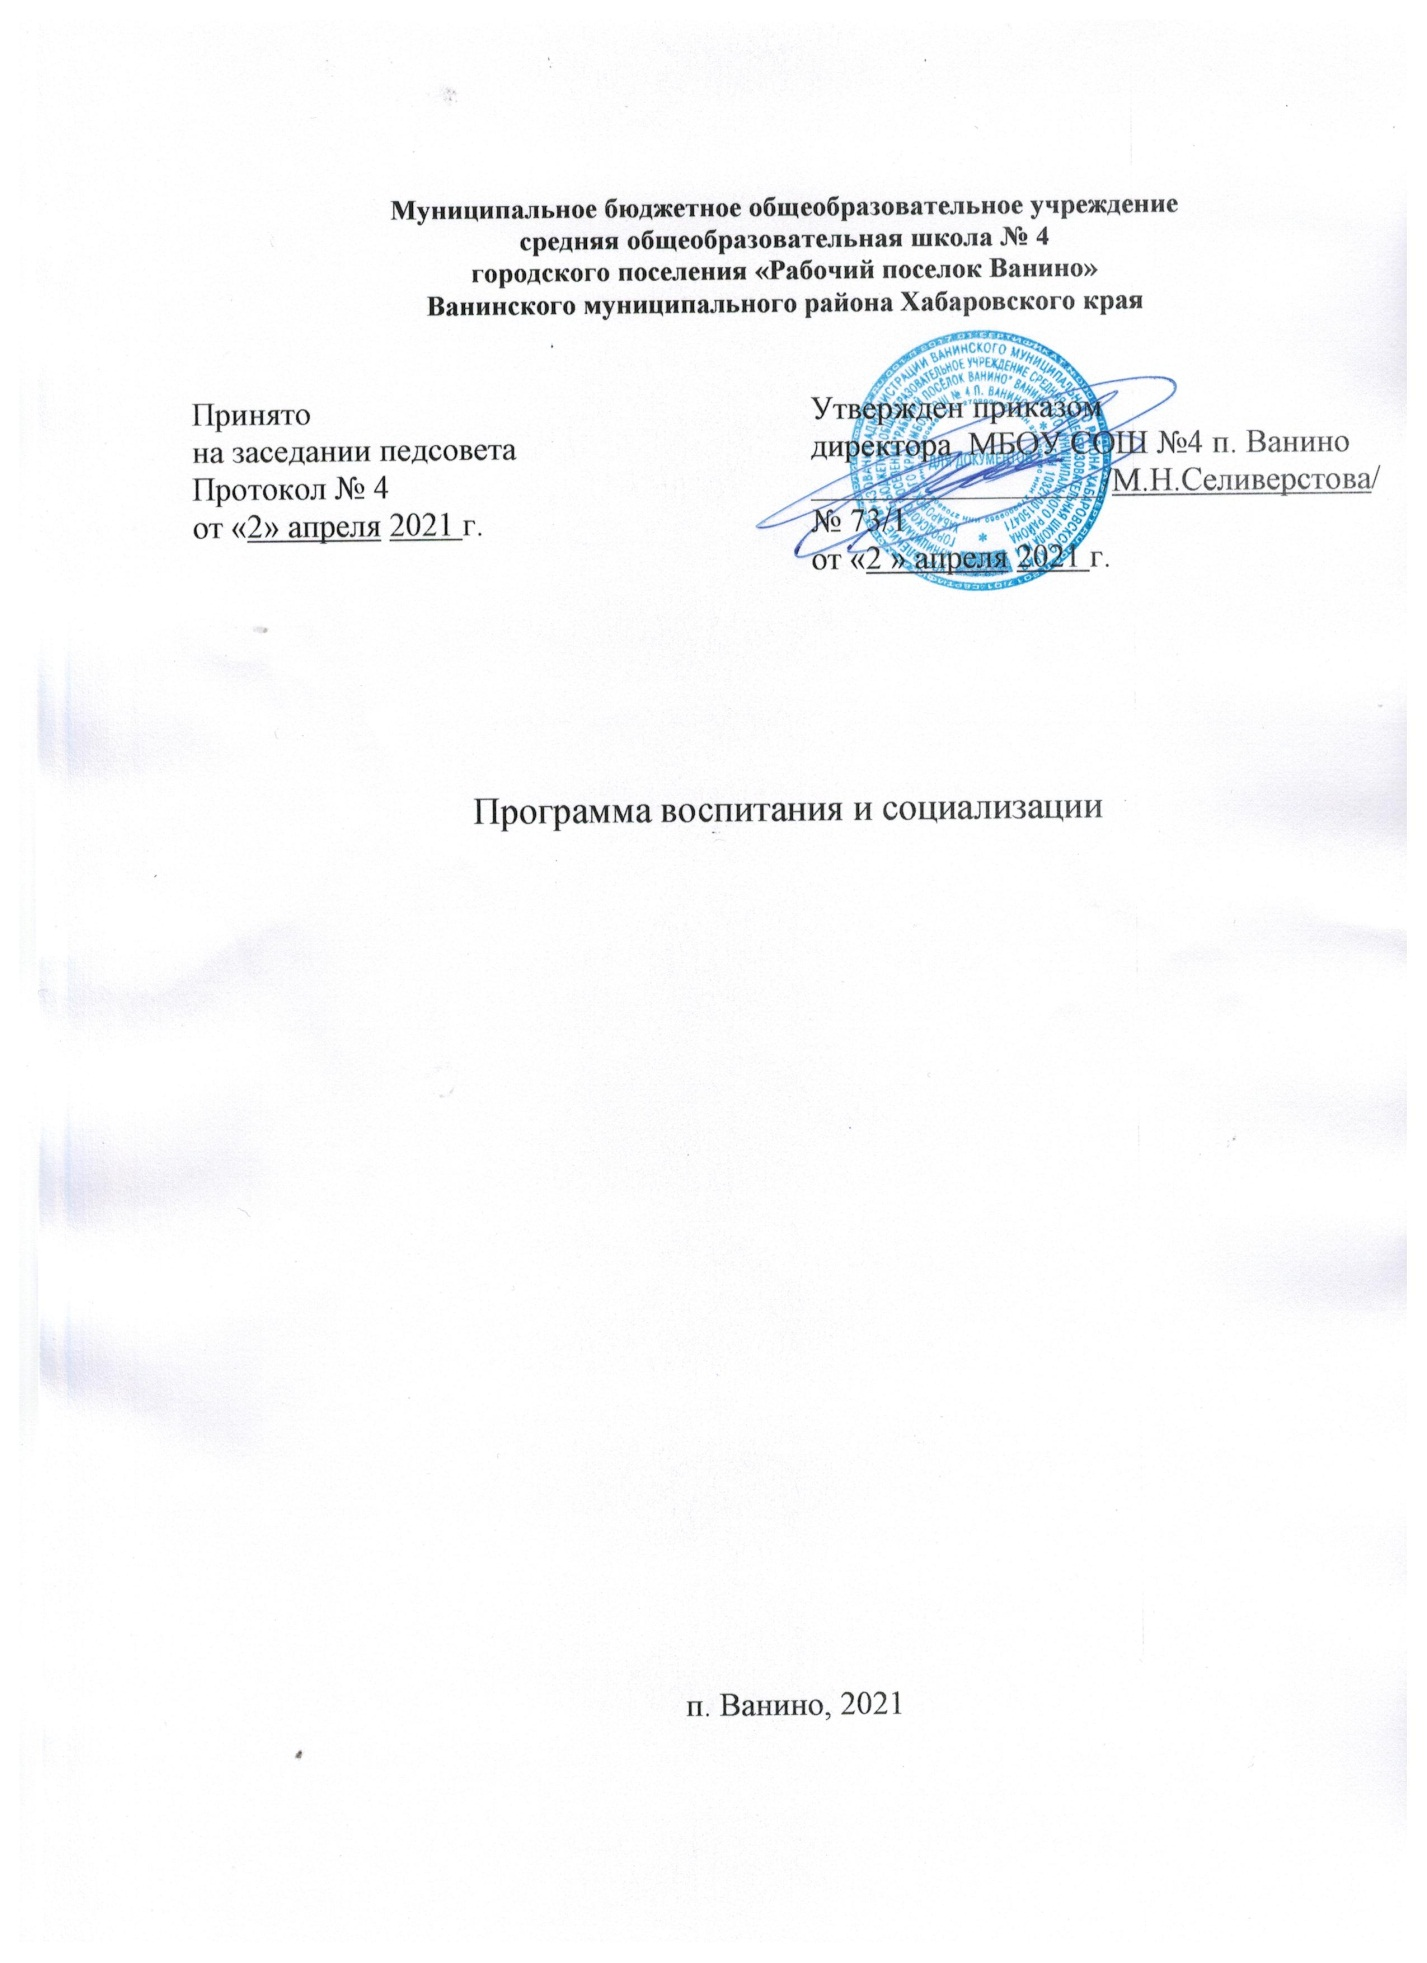 Муниципальное бюджетное общеобразовательное учреждение
средняя общеобразовательная школа № 4
городского поселения «Рабочий поселок Ванино»
Ванинского муниципального района Хабаровского края
Принято
на заседании педсовета
Протокол № 4
от «2» апреля 2021 г.
Утвержден приказом
директора МБОУ СОШ №4 п. Ванино
/М.Н.Селиверстова/
№ 73/1
от «2 » апреля 2021 г.
ДЛЯ ДОКУМЕНТОВ
Программа воспитания и социализации
п. Ванино, 2021